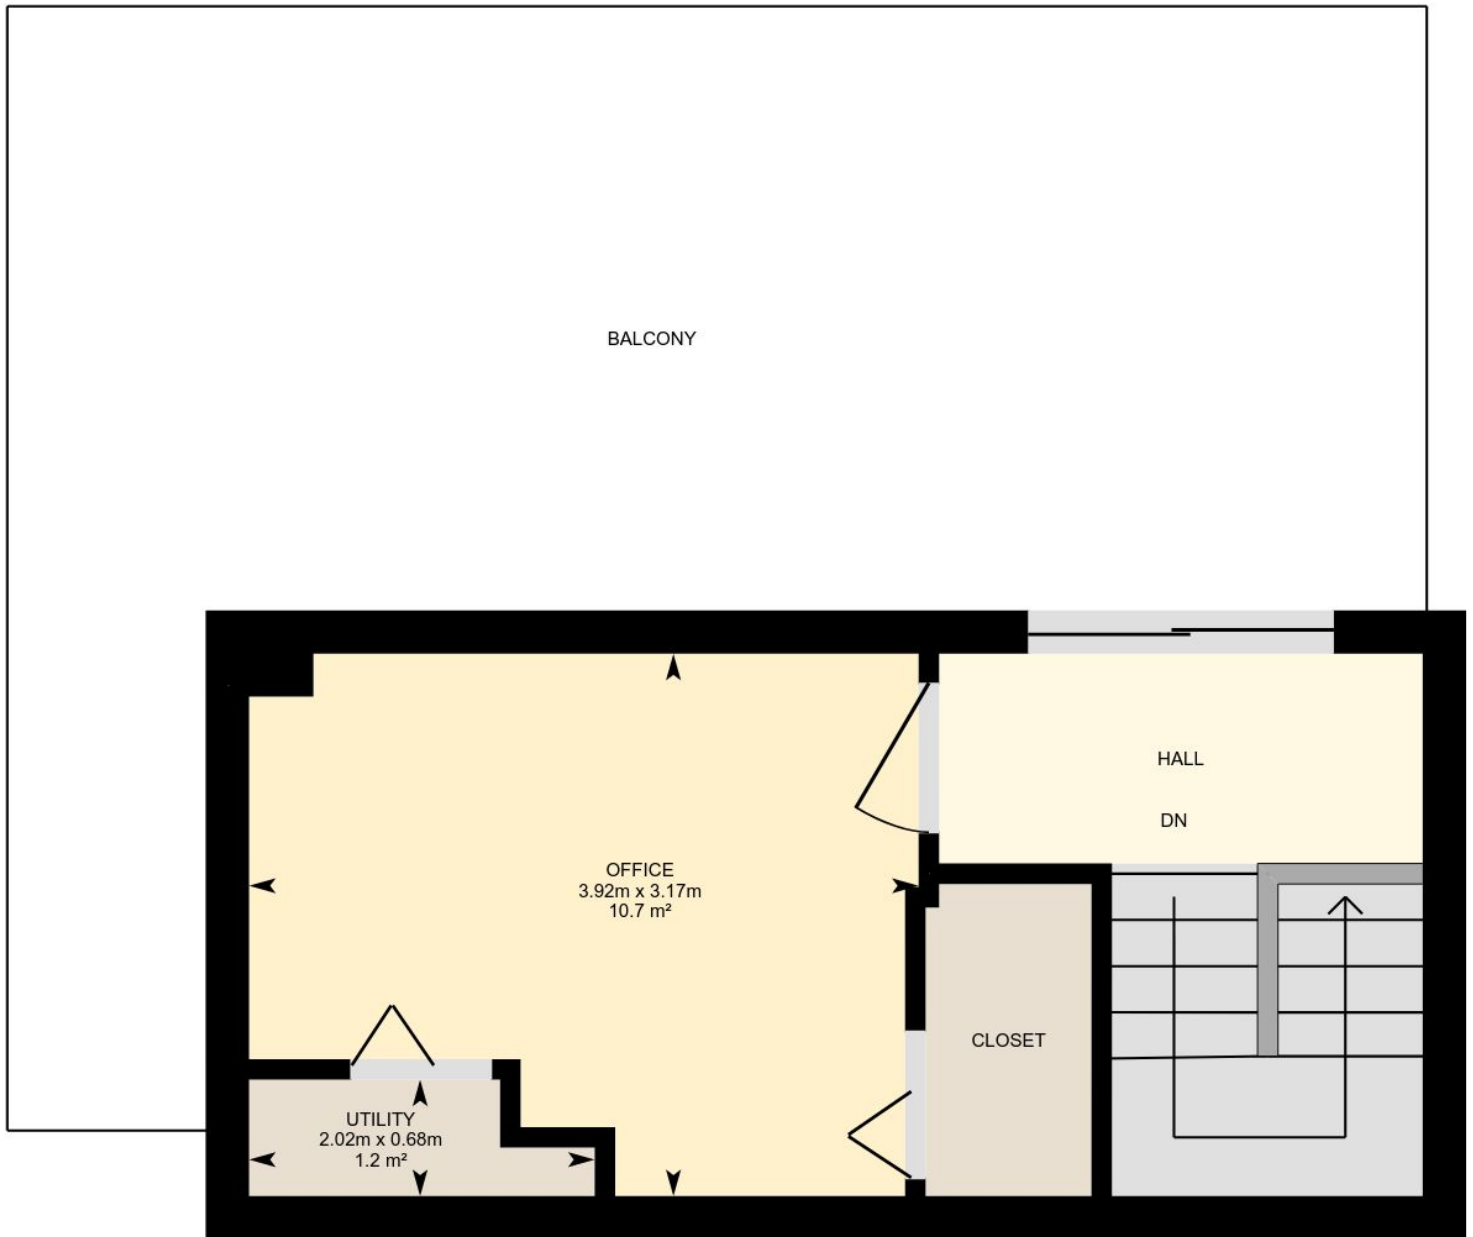 BALCONY
HALL
DN
OFFICE
3.92m x 3.17m
10.7 m²
CLOSET
UTILITY
2.02m x 0.68m
1.2 m²